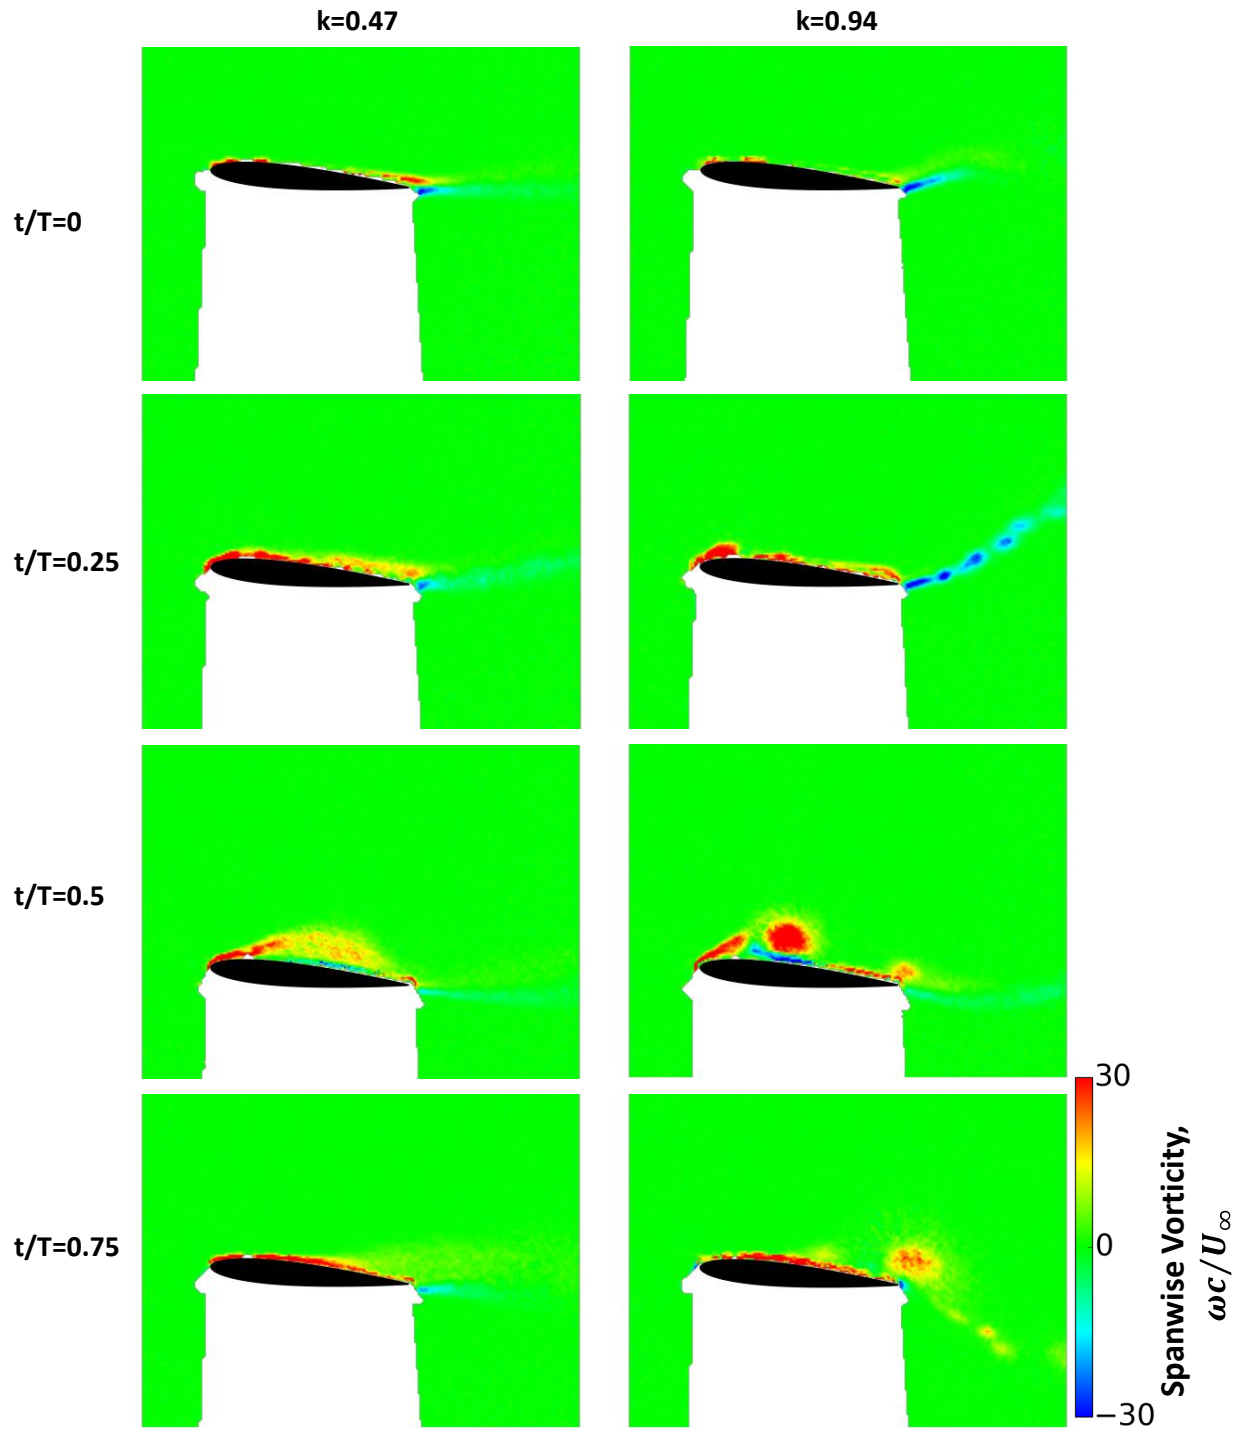 k=0.47
k=0.94
t/T=0
t/T=0.25
t/T=0.5
t/T=0.75
30
0
−30
Spanwise Vorticity,
ωc/U∞